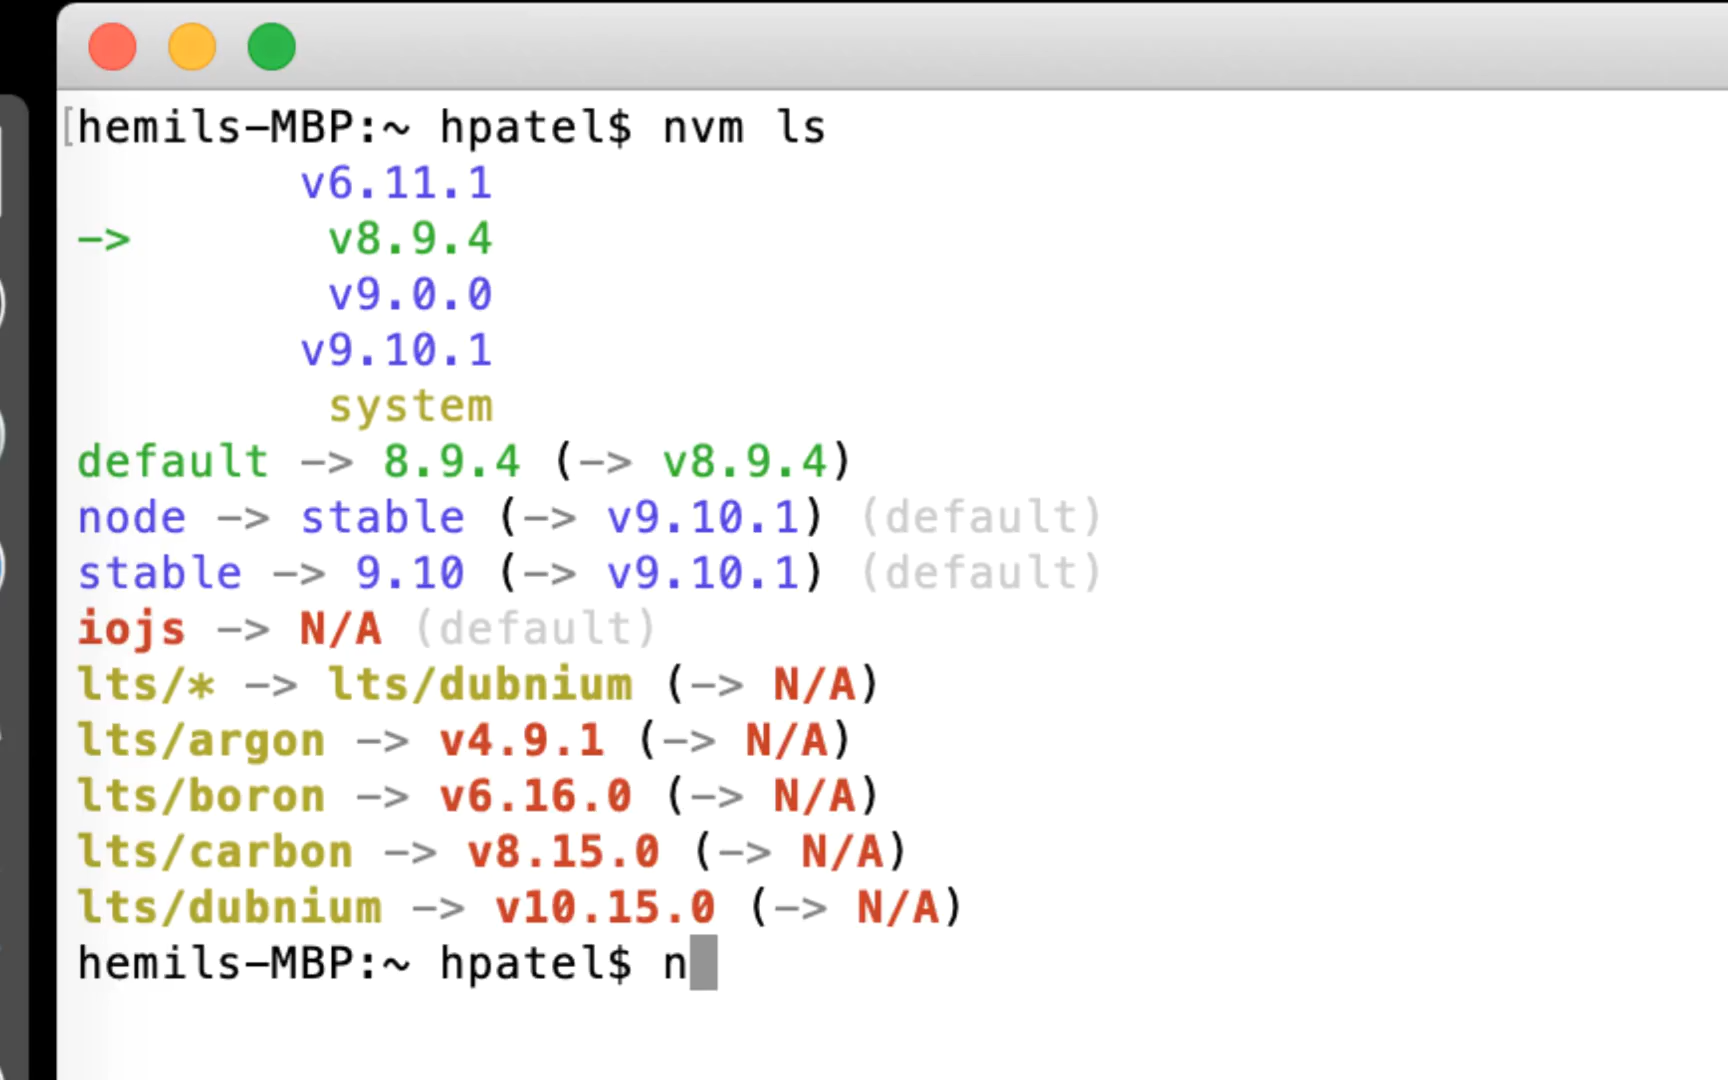 [hemils-MBP:~ hpatel$ nvm ls
v6.11.1
-> v8.9.4
v9.0.0
v9.10.1
system
default -> 8.9.4 (-> v8.9.4)
node -> stable (-> v9.10.1) (default)
stable -> 9.10 (-> v9.10.1) (default)
iojs -> N/A (default)
lts/* -> lts/dubnium (-> N/A)
lts/argon -> v4.9.1 (-> N/A)
lts/boron -> v6.16.0 (-> N/A)
lts/carbon -> v8.15.0 (-> N/A)
lts/dubnium -> v10.15.0 (-> N/A)
hemils-MBP:~ hpatel$ n